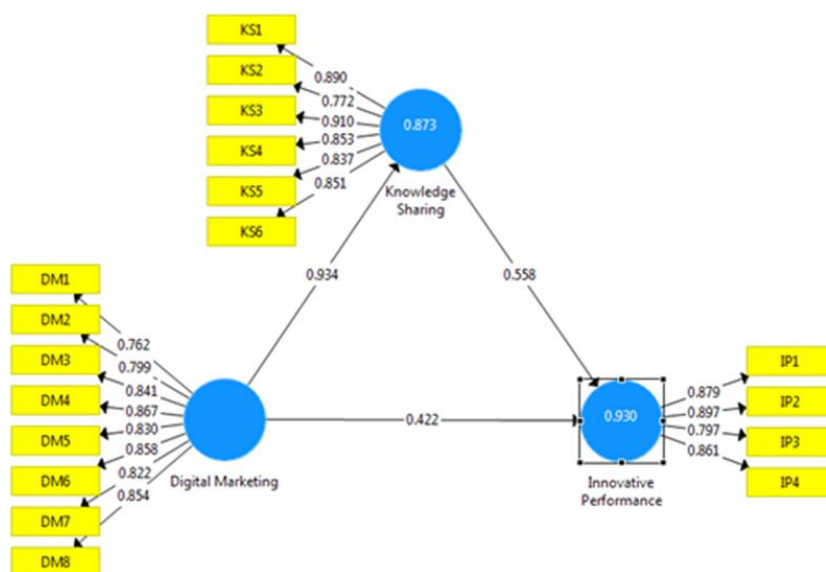 KS1
KS2
KS3
KS4
KS5
KS6
0.890
0.772
0.910
0.853
0.837
0.851
0.873
Knowledge
Sharing
0.934
0.558
DM1
DM2
DM3
DM4
DM5
DM6
DM7
DM8
0.762
0.799
0.841
0.867
0.830
0.858
0.822
0.854
Digital Marketing
0.422
0.930
Innovative
Performance
0.879
0.897
0.797
0.861
IP1
IP2
IP3
IP4